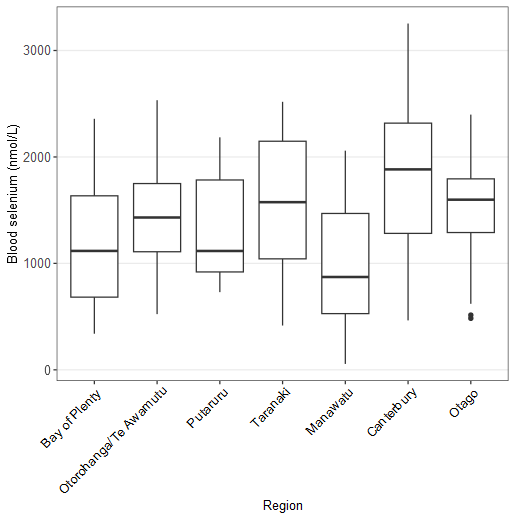 Blood selenium (nmol/L)
3000
2000
1000
0
Bay of Plenty
Otorohanga/Te Awamutu
Putaruru
Taranaki
Manawatu
Canterbury
Otago
Region